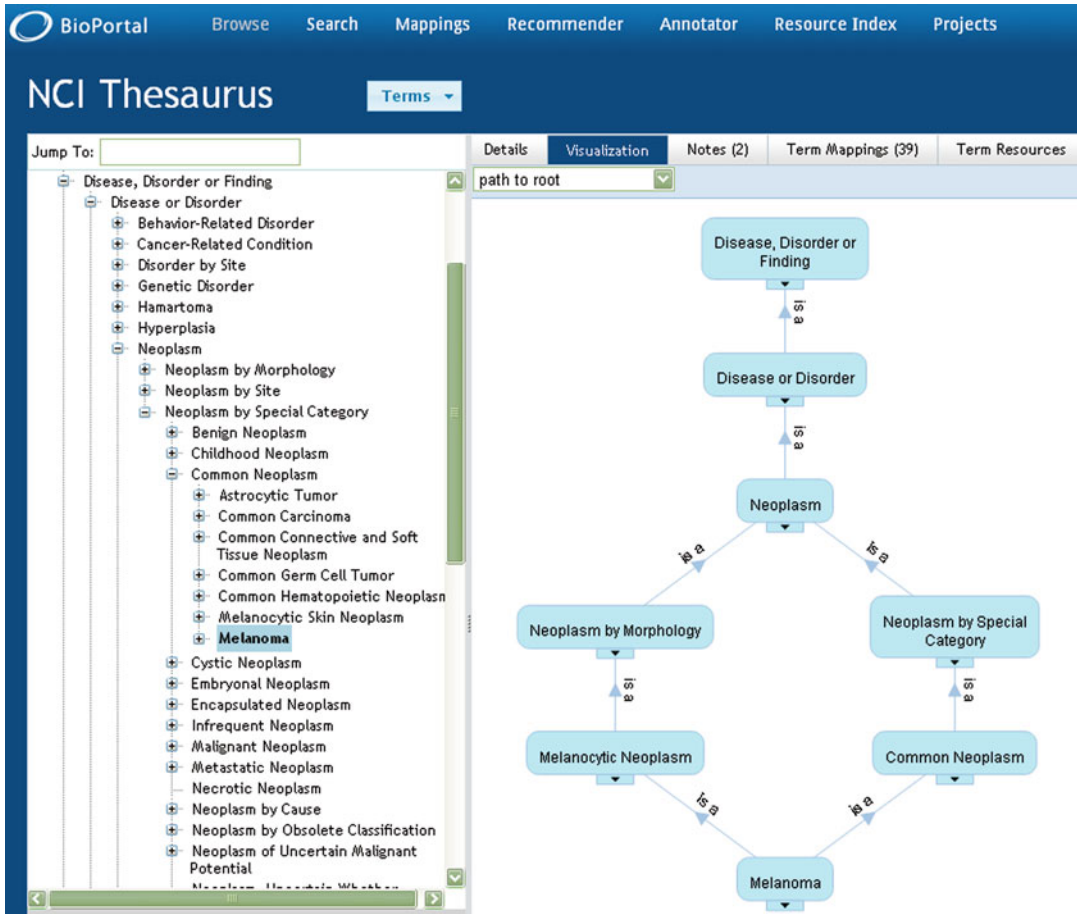 BioPortal Browse Search Mappings Recommender Annotator Resource Index Projects
NCI Thesaurus Terms
Jump To:
Disease, Disorder or Finding
Disease or Disorder
Behavior-Related Disorder
Cancer-Related Condition
Disorder by Site
Genetic Disorder
Hamartoma
Hyperplasia
Neoplasm
Neoplasm by Morphology
Neoplasm by Site
Neoplasm by Special Category
Benign Neoplasm
Childhood Neoplasm
Common Neoplasm
Astrocytic Tumor
Common Carcinoma
Common Connective and Soft
Tissue Neoplasm
Common Germ Cell Tumor
Common Hematopoietic Neoplasm
Melanocytic Skin Neoplasm
Melanoma
Cystic Neoplasm
Embryonal Neoplasm
Encapsulated Neoplasm
Infrequent Neoplasm
Malignant Neoplasm
Metastatic Neoplasm
Necrotic Neoplasm
Neoplasm by Cause
Neoplasm by Obsolete Classification
Neoplasm of Uncertain Malignant
Potential
Neoplasm, Uncertain Whether
Details Visualization Notes (2) Term Mappings (39) Term Resources
path to root
Disease, Disorder or
Finding
is a
Disease or Disorder
is a
Neoplasm
is a is a
Neoplasm by Morphology
Neoplasm by Special
Category
is a is a
Melanocytic Neoplasm Common Neoplasm
is a is a
Melanoma